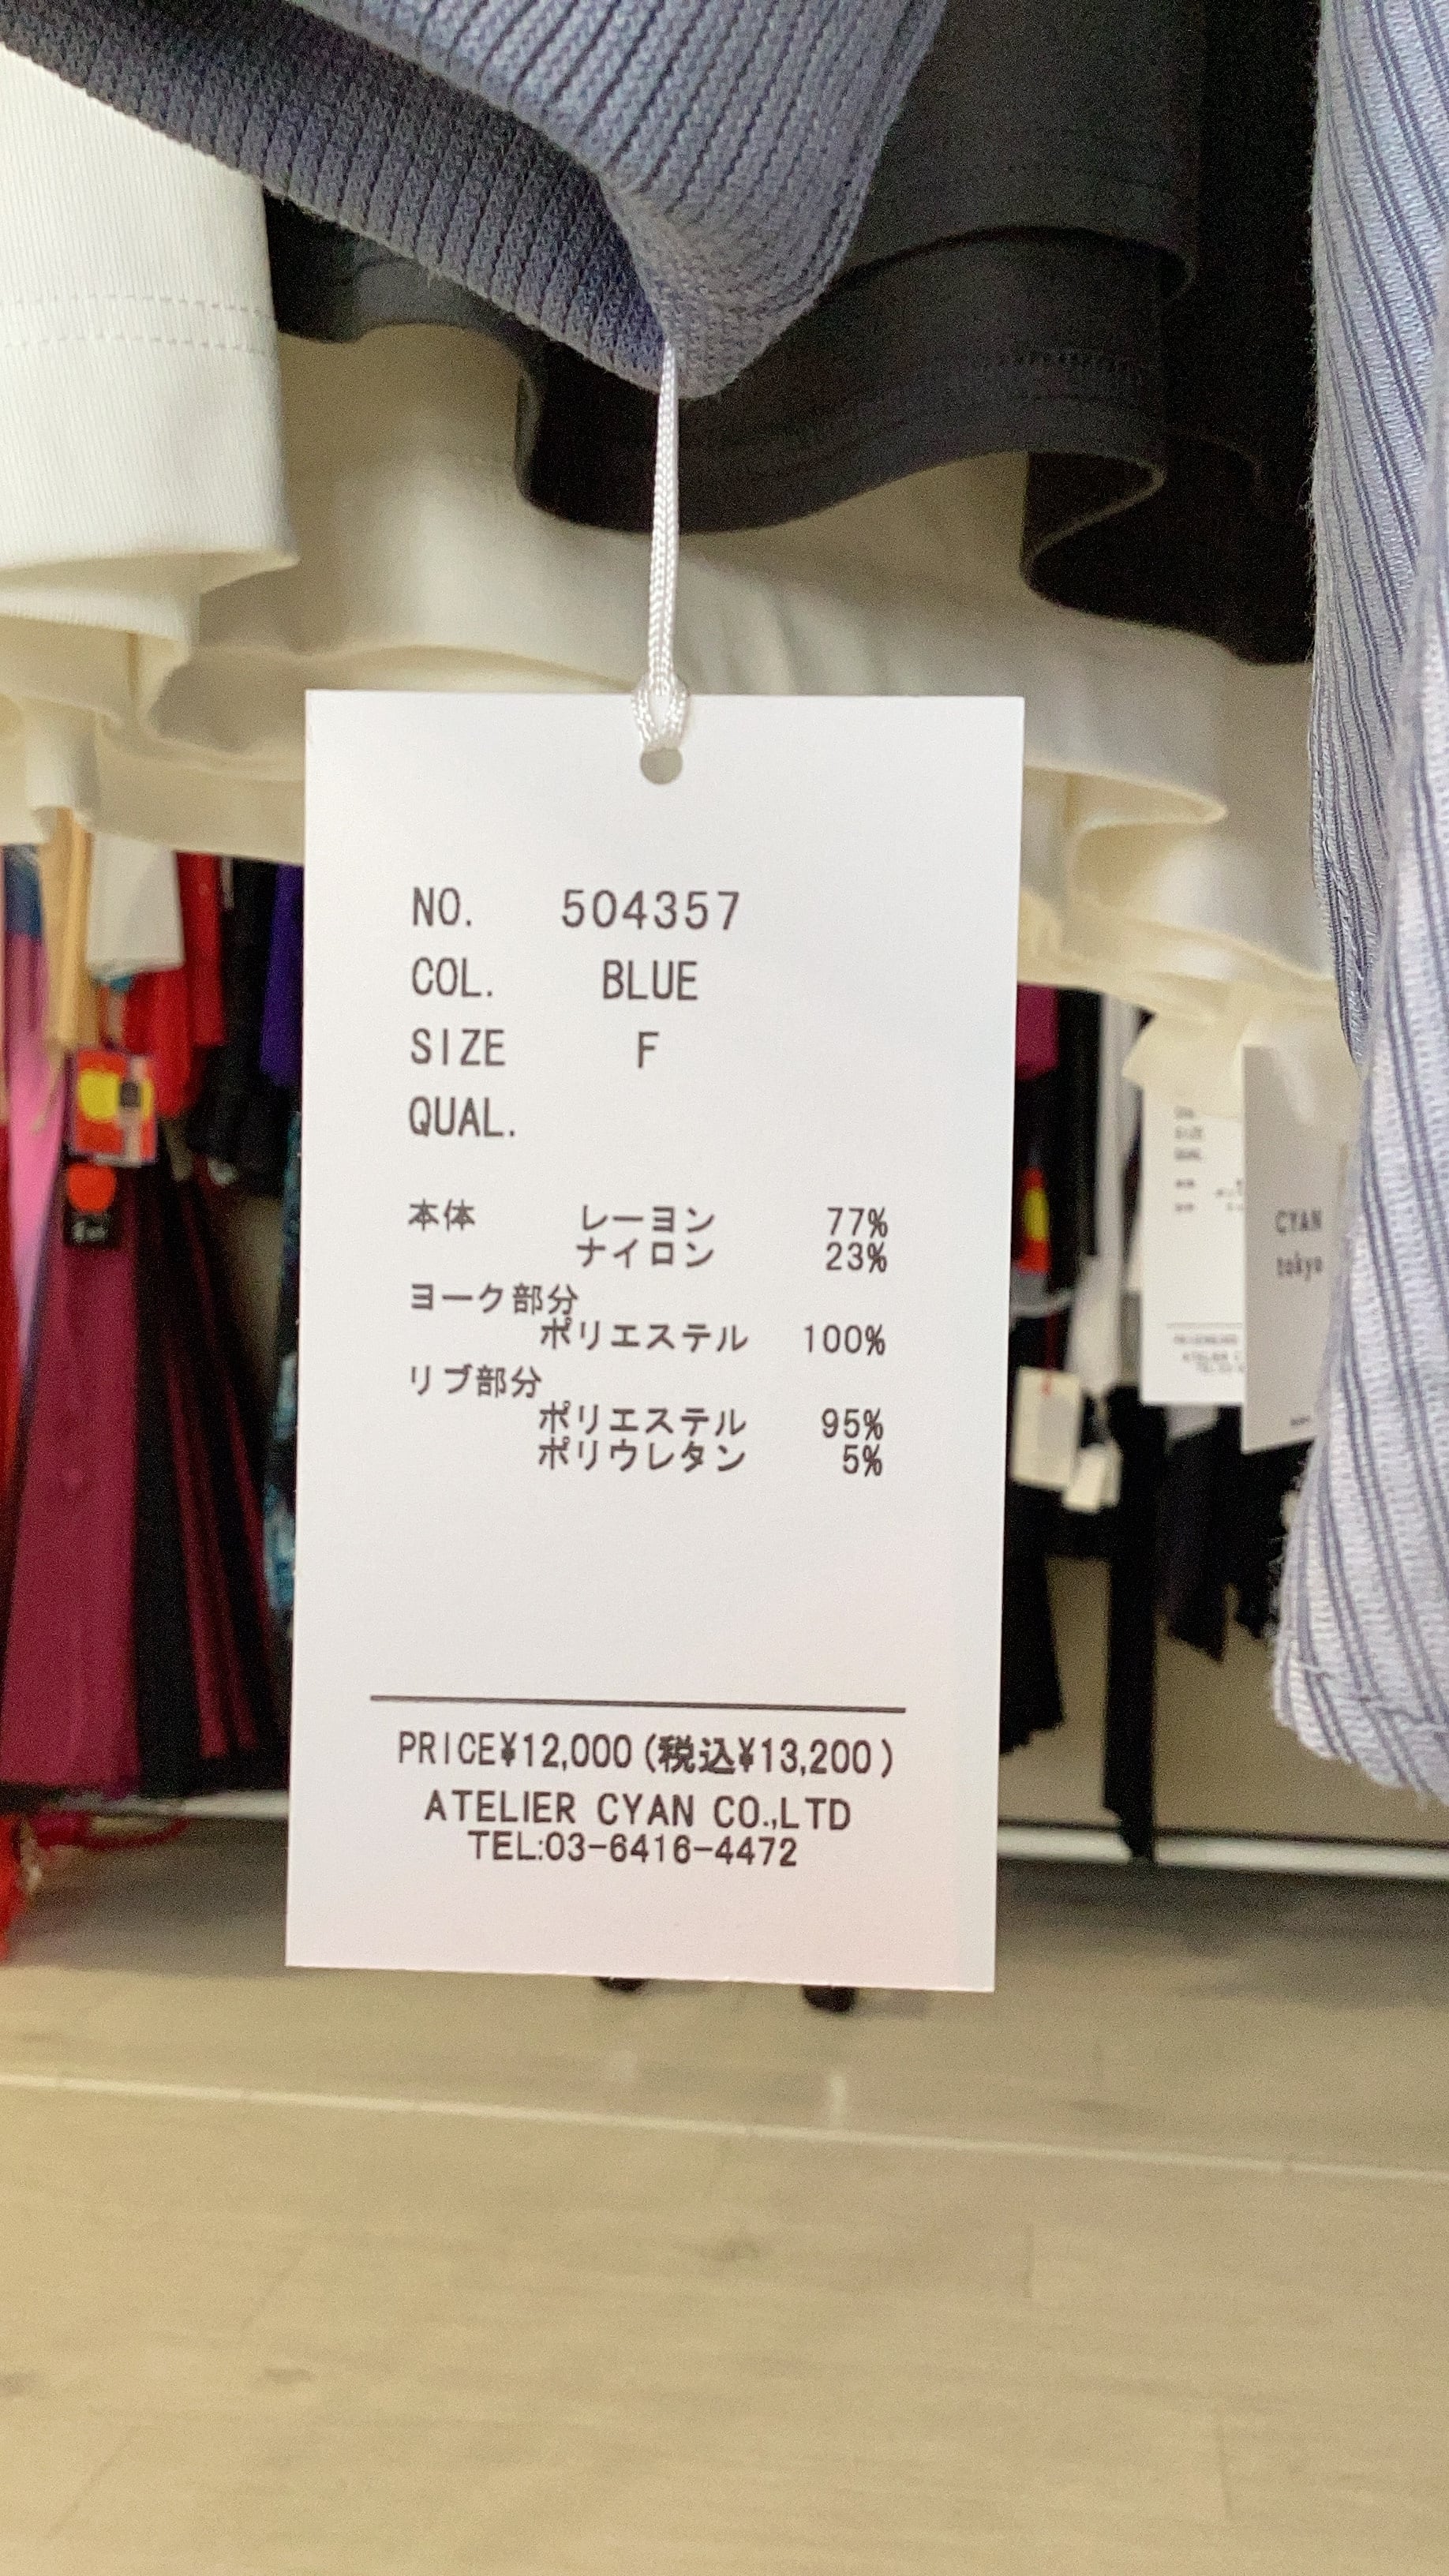 NO. 504357
COL. BLUE
SIZE F
QUAL.
本体 レーヨン 77%
ナイロン 23%
ヨーク部分
ポリエステル 100%
リブ部分
ポリエステル 95%
ポリウレタン 5%
PRICE¥12,000(税込¥13,200)
ATELIER CYAN CO.,LTD
TEL:03-6416-4472
SIZE
QUAL.
CYAN
tokyo